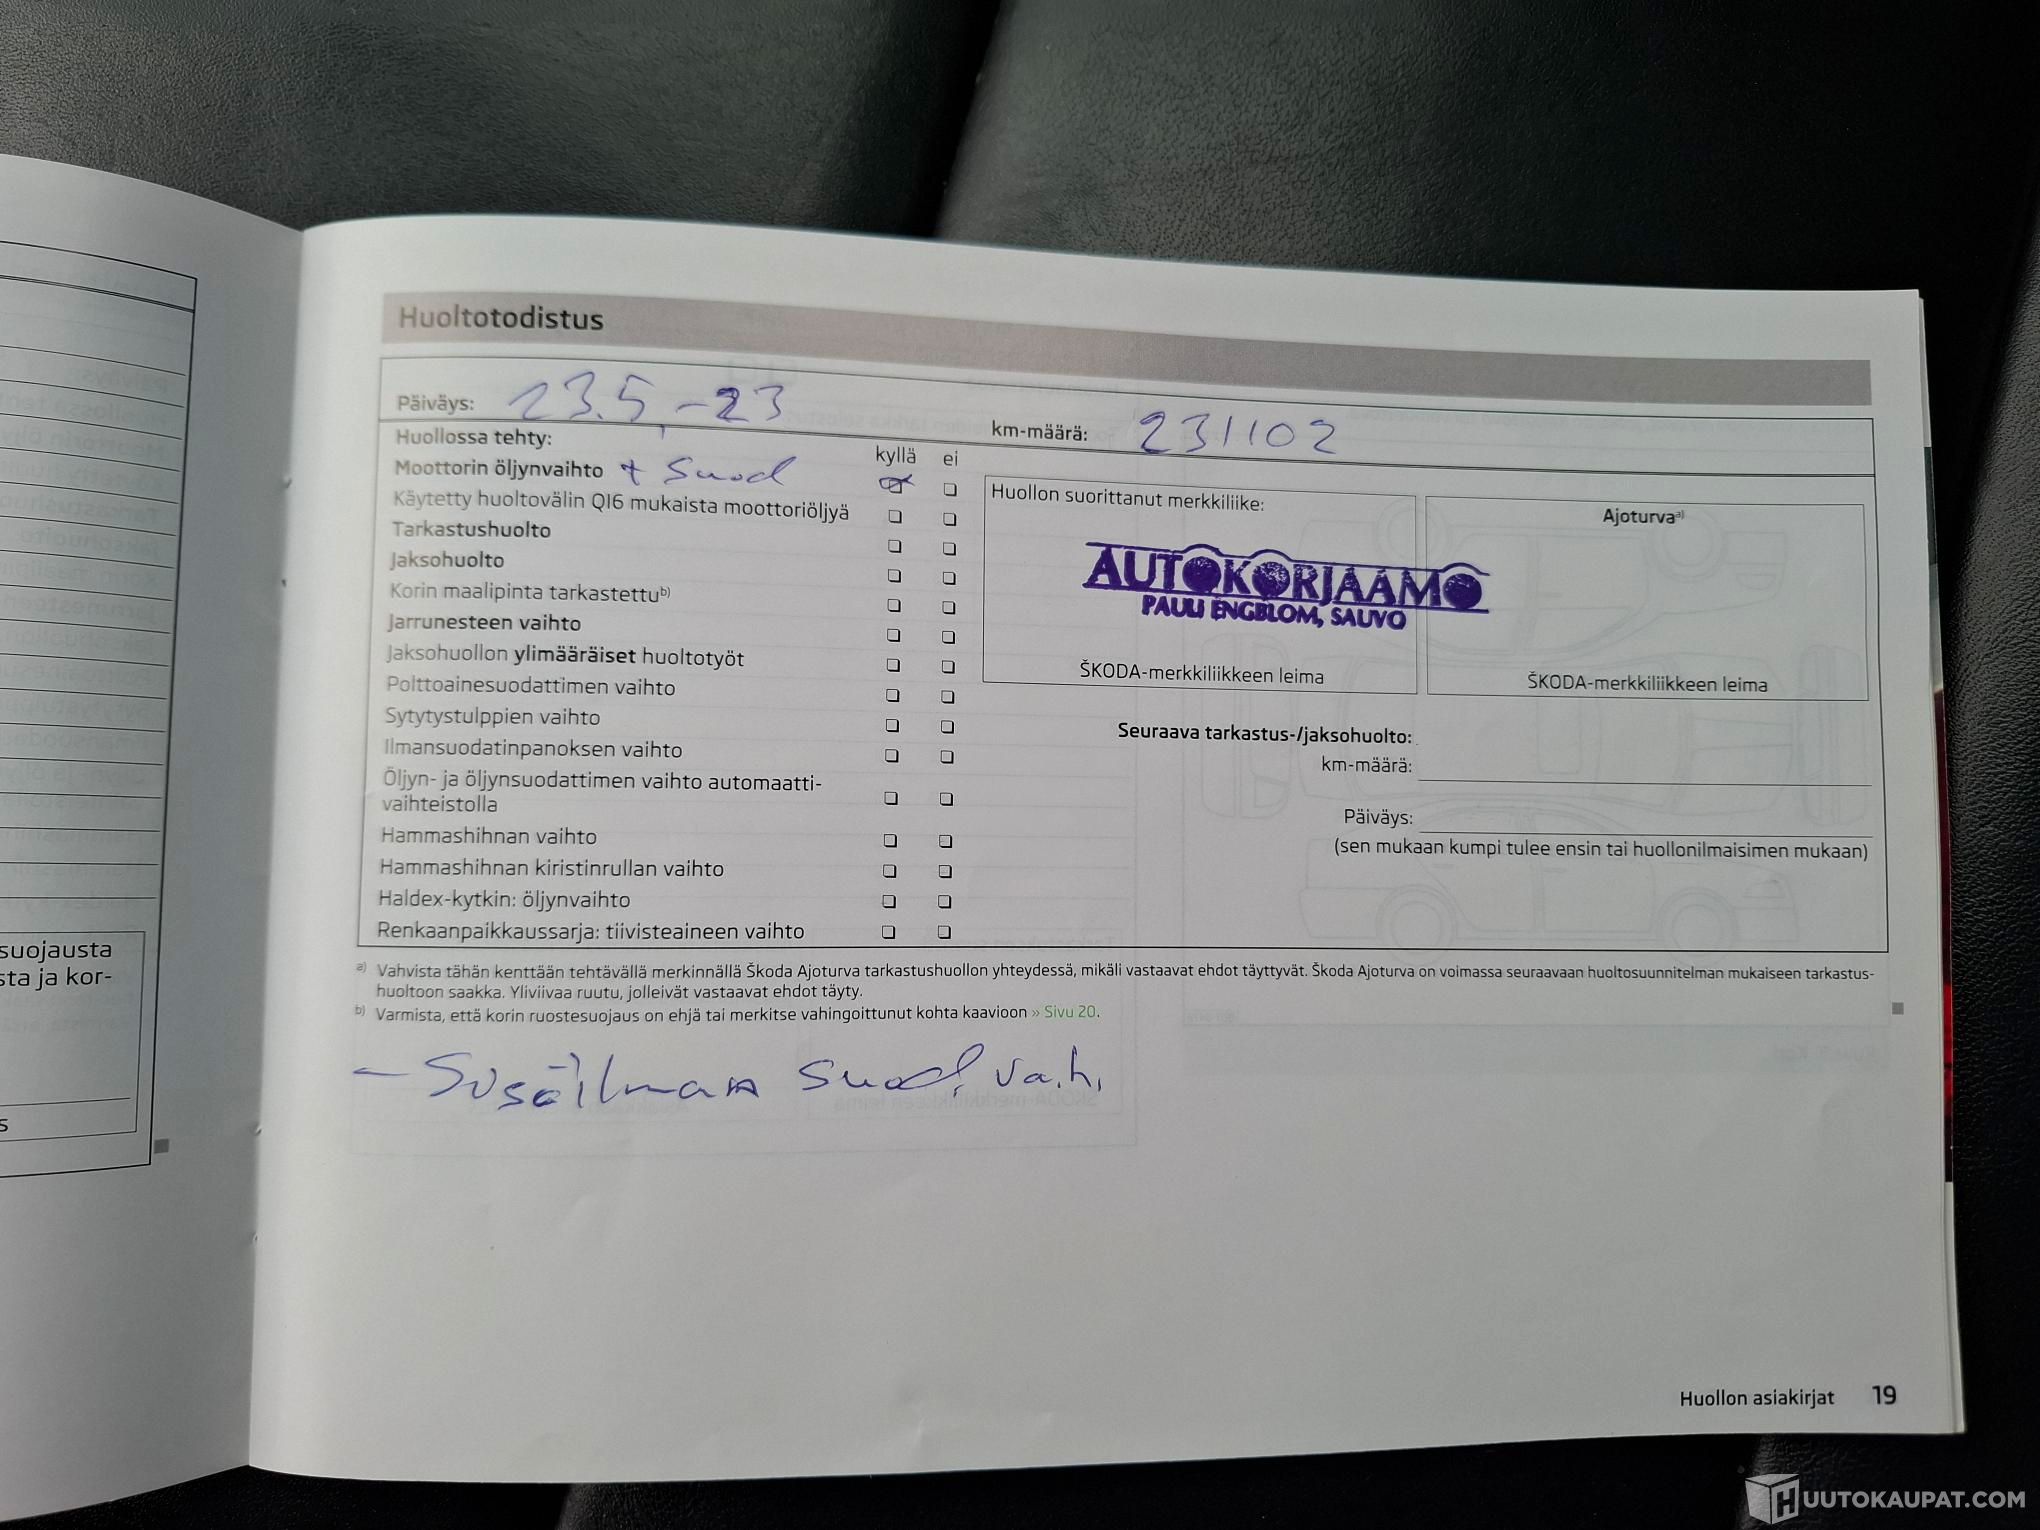 Huoltotodistus
Päiväys: 23.5.-23
km-määrä: 231102
Huollossa tehty:
kyllä ei
Moottorin öljynvaihto + Suod
Käytetty huoltovälin QI6 mukaista moottoriöljyä
Tarkastushuolto
Jaksohuolto
Korin maalipinta tarkastettu b)
Jarrunesteen vaihto
Jaksohuollon ylimääräiset huoltotyöt
Polttoainesuodattimen vaihto
Sytytystulppien vaihto
Ilmansuodatinpanoksen vaihto
Öljyn- ja öljynsuodattimen vaihto automaatti-
vaihteistolla
Hammashihnan vaihto
Hammashihnan kiristinrullan vaihto
Haldex-kytkin: öljynvaihto
Renkaanpaikkaussarja: tiivisteaineen vaihto
Huollon suorittanut merkkiliike:
AUTOKORJAAMO
PAULI ENGBLOM, SAUVO
ŠKODA-merkkiliikkeen leima
Ajoturva a)
ŠKODA-merkkiliikkeen leima
Seuraava tarkastus-/jaksohuolto:
km-määrä:
Päiväys:
(sen mukaan kumpi tulee ensin tai huollonilmaisimen mukaan)
a) Vahvista tähän kenttään tehtävällä merkinnällä Škoda Ajoturva tarkastushuollon yhteydessä, mikäli vastaavat ehdot täyttyvät. Škoda Ajoturva on voimassa seuraavaan huoltosuunnitelman mukaiseen tarkastus-
huoltoon saakka. Yliviivaa ruutu, jolleivät vastaavat ehdot täyty.
b) Varmista, että korin ruostesuojaus on ehjä tai merkitse vahingoittunut kohta kaavioon » Sivu 20.
- Sisäilman suod. vaih.
suojausta
sta ja kor-
s
Huollon asiakirjat 19
HUUTOKAUPAT.COM